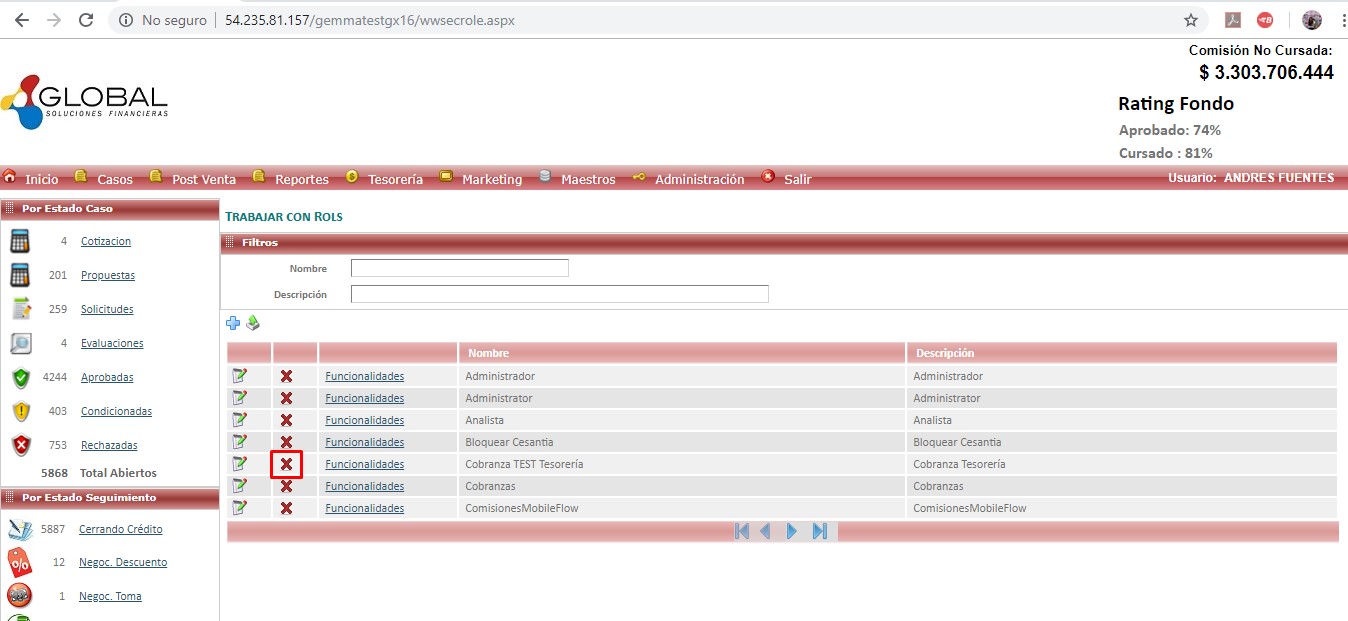 No seguro | 54.235.81.157/gemmatestgx16/wwsecrole.aspx
Comisión No Cursada:
$ 3.303.706.444
GLOBAL
SOLUCIONES FINANCIERAS
Rating Fondo
Aprobado: 74%
Cursado : 81%
Inicio Casos Post Venta Reportes Tesorería Marketing Maestros Administración Salir Usuario: ANDRES FUENTES
Por Estado Caso
4 Cotizacion
201 Propuestas
259 Solicitudes
4 Evaluaciones
4244 Aprobadas
403 Condicionadas
753 Rechazadas
5868 Total Abiertos
Por Estado Seguimiento
5887 Cerrando Crédito
12 Negoc. Descuento
1 Negoc. Toma
TRABAJAR CON ROLS
Filtros
Nombre
Descripción
Nombre Descripción
Funcionalidades Administrador Administrador
Funcionalidades Administrator Administrator
Funcionalidades Analista Analista
Funcionalidades Bloquear Cesantia Bloquear Cesantia
Funcionalidades Cobranza TEST Tesorería Cobranza Tesorería
Funcionalidades Cobranzas Cobranzas
Funcionalidades ComisionesMobileFlow ComisionesMobileFlow